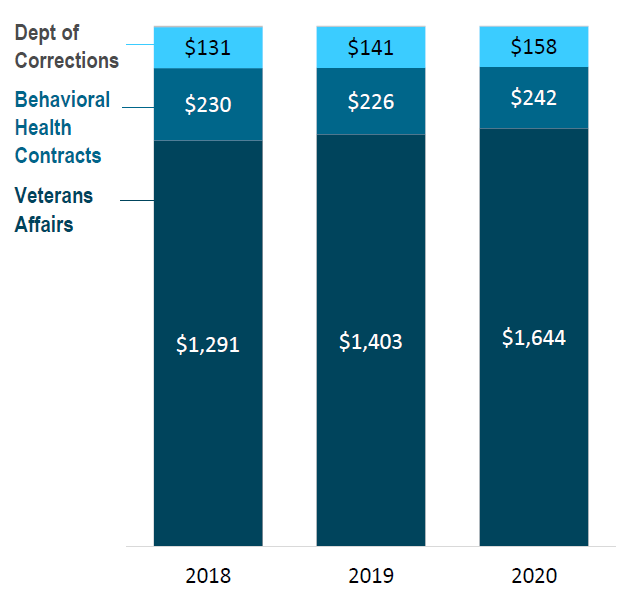 Dept of
Corrections
$131
$141
$158
Behavioral
Health
Contracts
$230
$226
$242
Veterans
Affairs
$1,291
$1,403
$1,644
2018
2019
2020